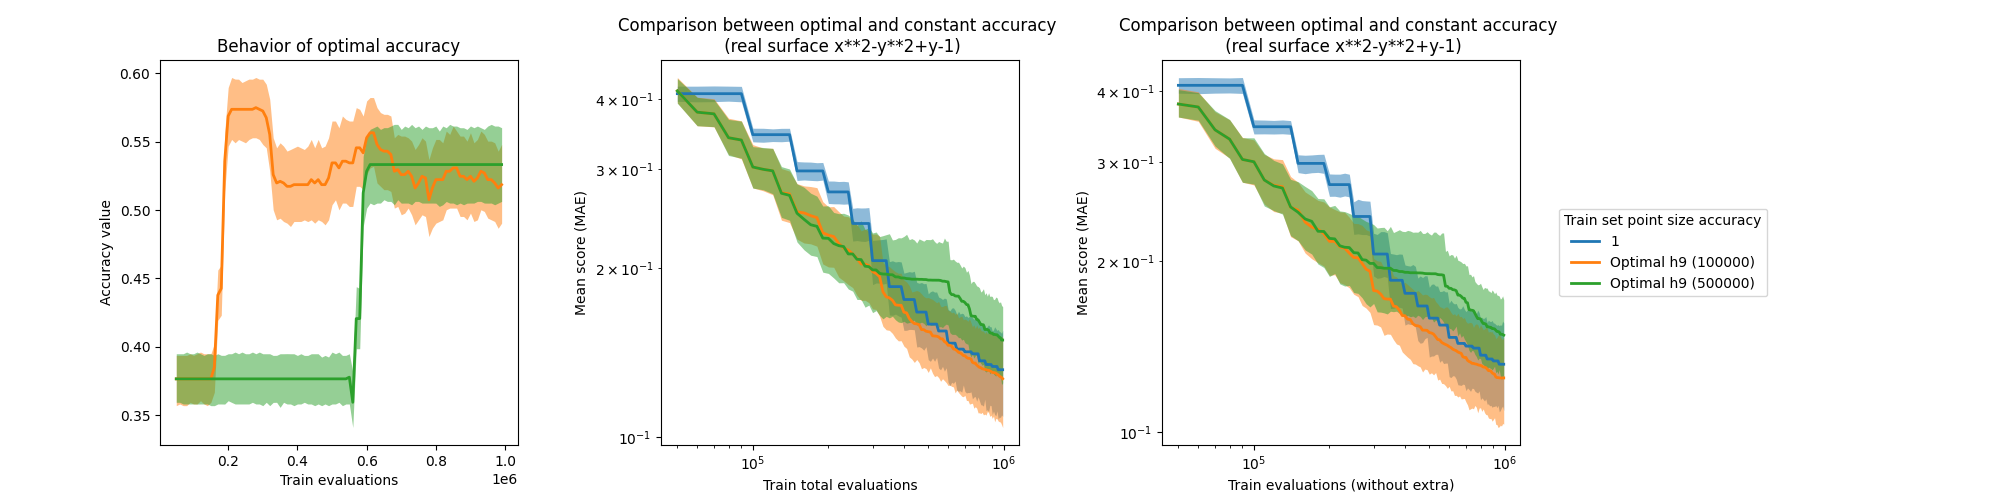 Behavior of optimal accuracy
Accuracy value
0.60
0.55
0.50
0.45
0.40
0.35
0.2
0.4
0.6
0.8
1.0
1e6
Train evaluations
Comparison between optimal and constant accuracy
(real surface x**2-y**2+y-1)
Mean score (MAE)
4 × 10⁻¹
3 × 10⁻¹
2 × 10⁻¹
10⁻¹
10⁵
10⁶
Train total evaluations
Comparison between optimal and constant accuracy
(real surface x**2-y**2+y-1)
Mean score (MAE)
4 × 10⁻¹
3 × 10⁻¹
2 × 10⁻¹
10⁻¹
10⁵
10⁶
Train evaluations (without extra)
Train set point size accuracy
1
Optimal h9 (100000)
Optimal h9 (500000)